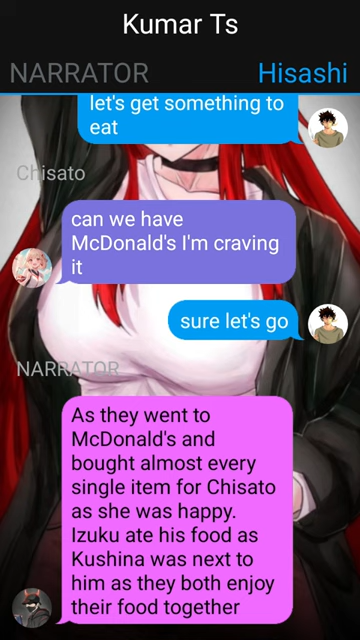 Kumar Ts
NARRATOR
Hisashi
let's get something to
eat
Chisato
can we have
McDonald's I'm craving
it
sure let's go
NARRATOR
As they went to
McDonald's and
bought almost every
single item for Chisato
as she was happy.
Izuku ate his food as
Kushina was next to
him as they both enjoy
their food together